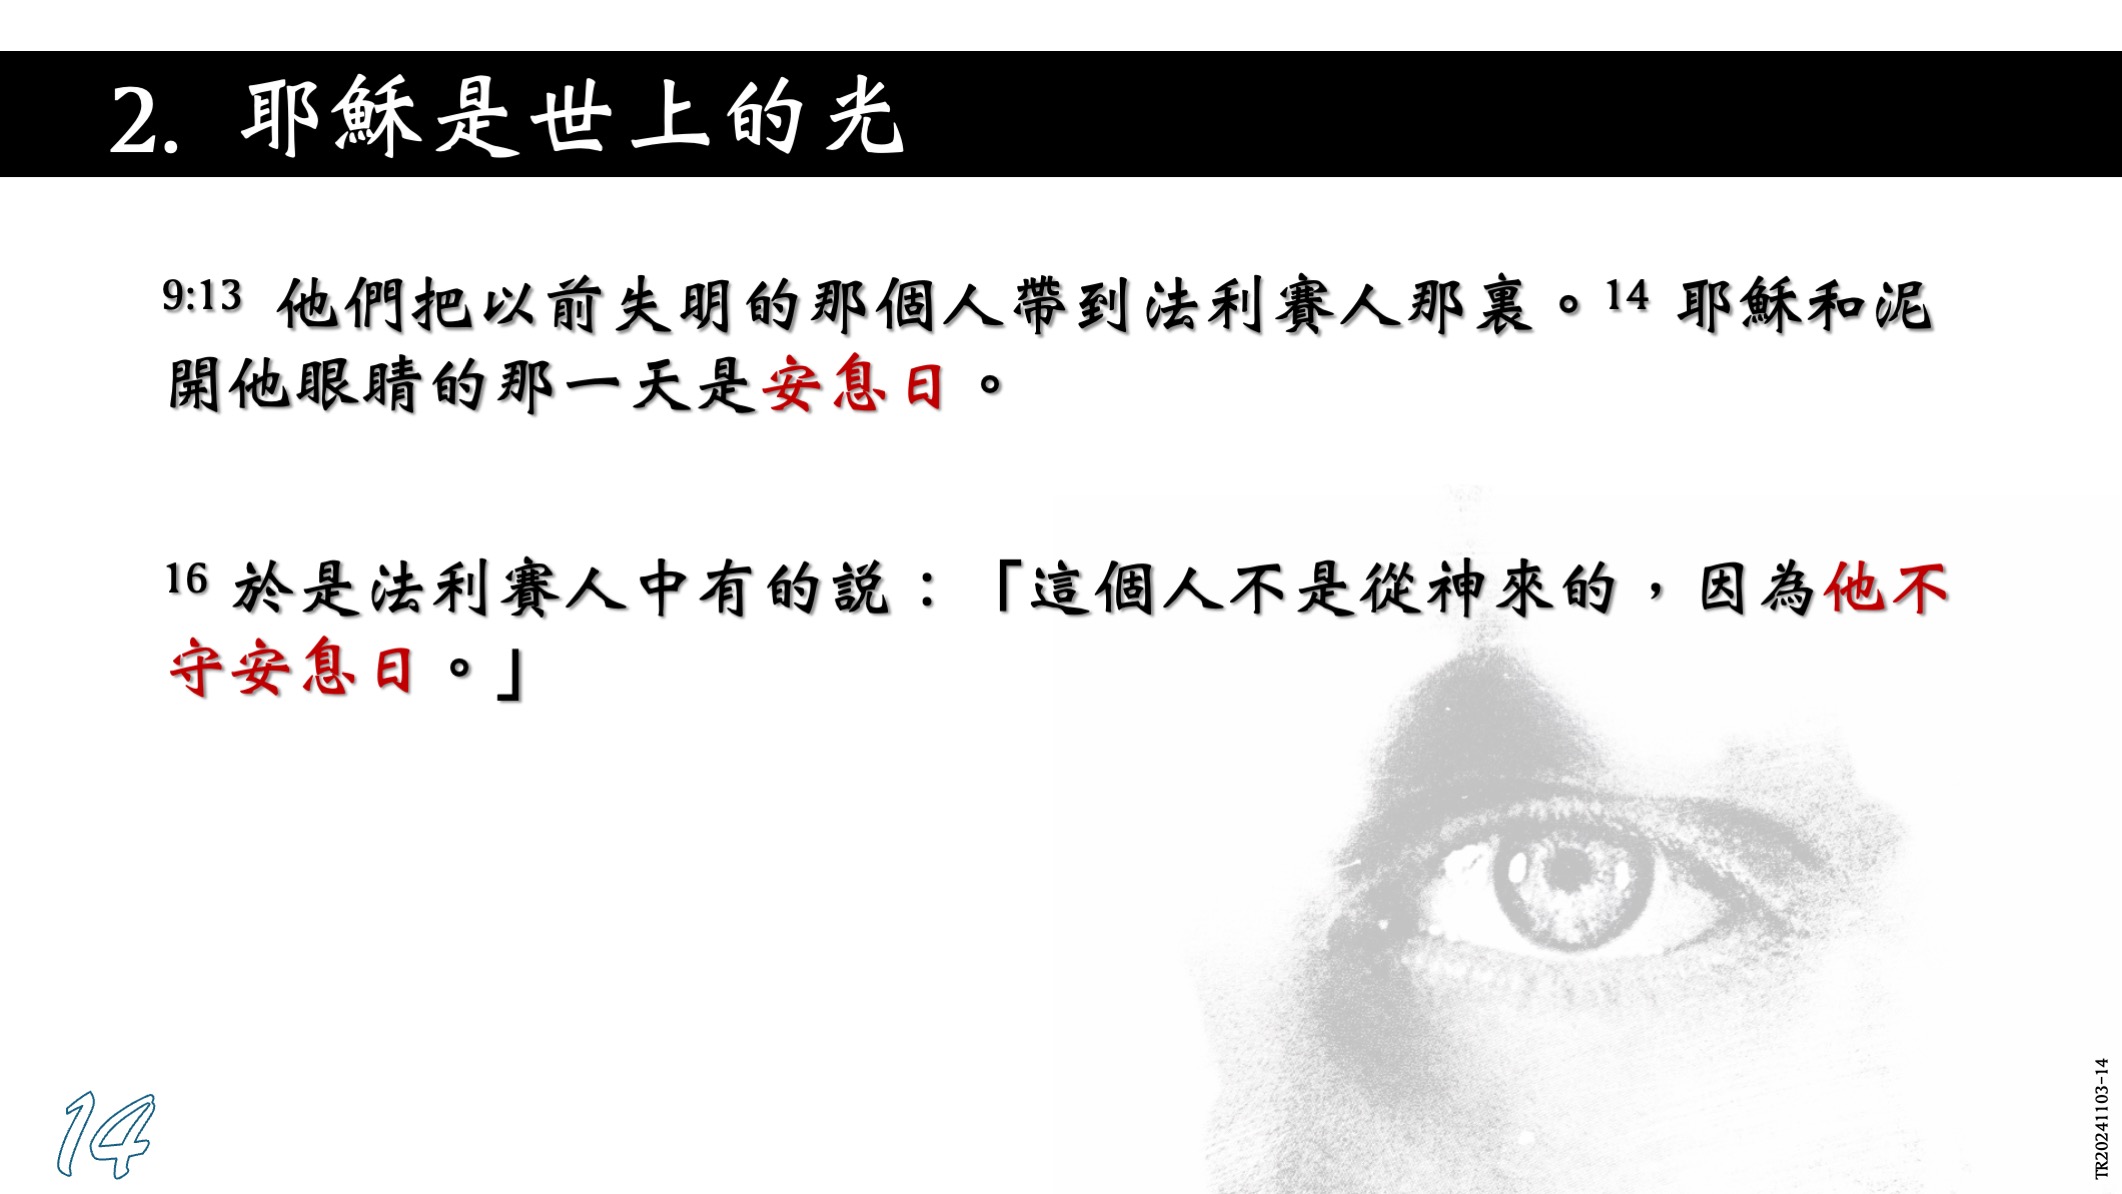 2. 耶穌是世上的光
9:13 他們把以前失明的那個人帶到法利賽人那裏。14 耶穌和泥
開他眼睛的那一天是安息日。
16 於是法利賽人中有的說：「這個人不是從神來的，因為他不
守安息日。」
14
TR20241103-14